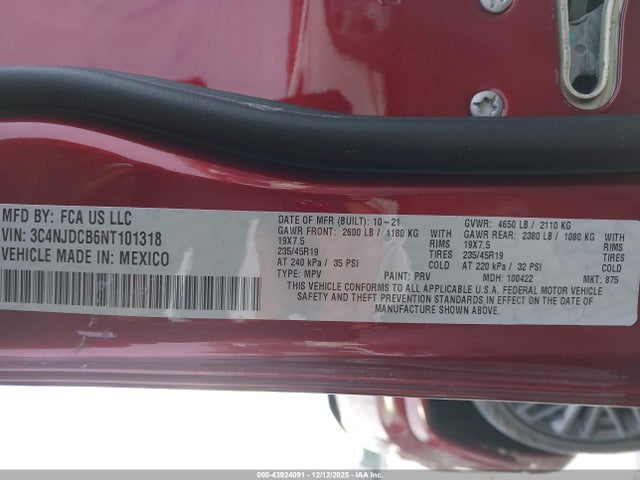 MFD BY: FCA US LLC
VIN: 3C4NJDCB6NT101318
VEHICLE MADE IN: MEXICO
DATE OF MFR (BUILT): 10-21
GAWR FRONT: 2600 LB / 1180 KG WITH
19X7.5 RIMS
235/45R19 TIRES
AT 240 kPa / 35 PSI COLD
TYPE: MPV PAINT: PRV
GVWR: 4650 LB / 2110 KG
GAWR REAR: 2380 LB / 1080 KG WITH
19X7.5 RIMS
235/45R19 TIRES
AT 220 kPa / 32 PSI COLD
MDH: 100422 MKT: 875
THIS VEHICLE CONFORMS TO ALL APPLICABLE U.S.A. FEDERAL MOTOR VEHICLE
SAFETY AND THEFT PREVENTION STANDARDS IN EFFECT ON THE DATE OF
MANUFACTURE SHOWN ABOVE.
000-43924091 - 12/12/2025 - IAAI.COM